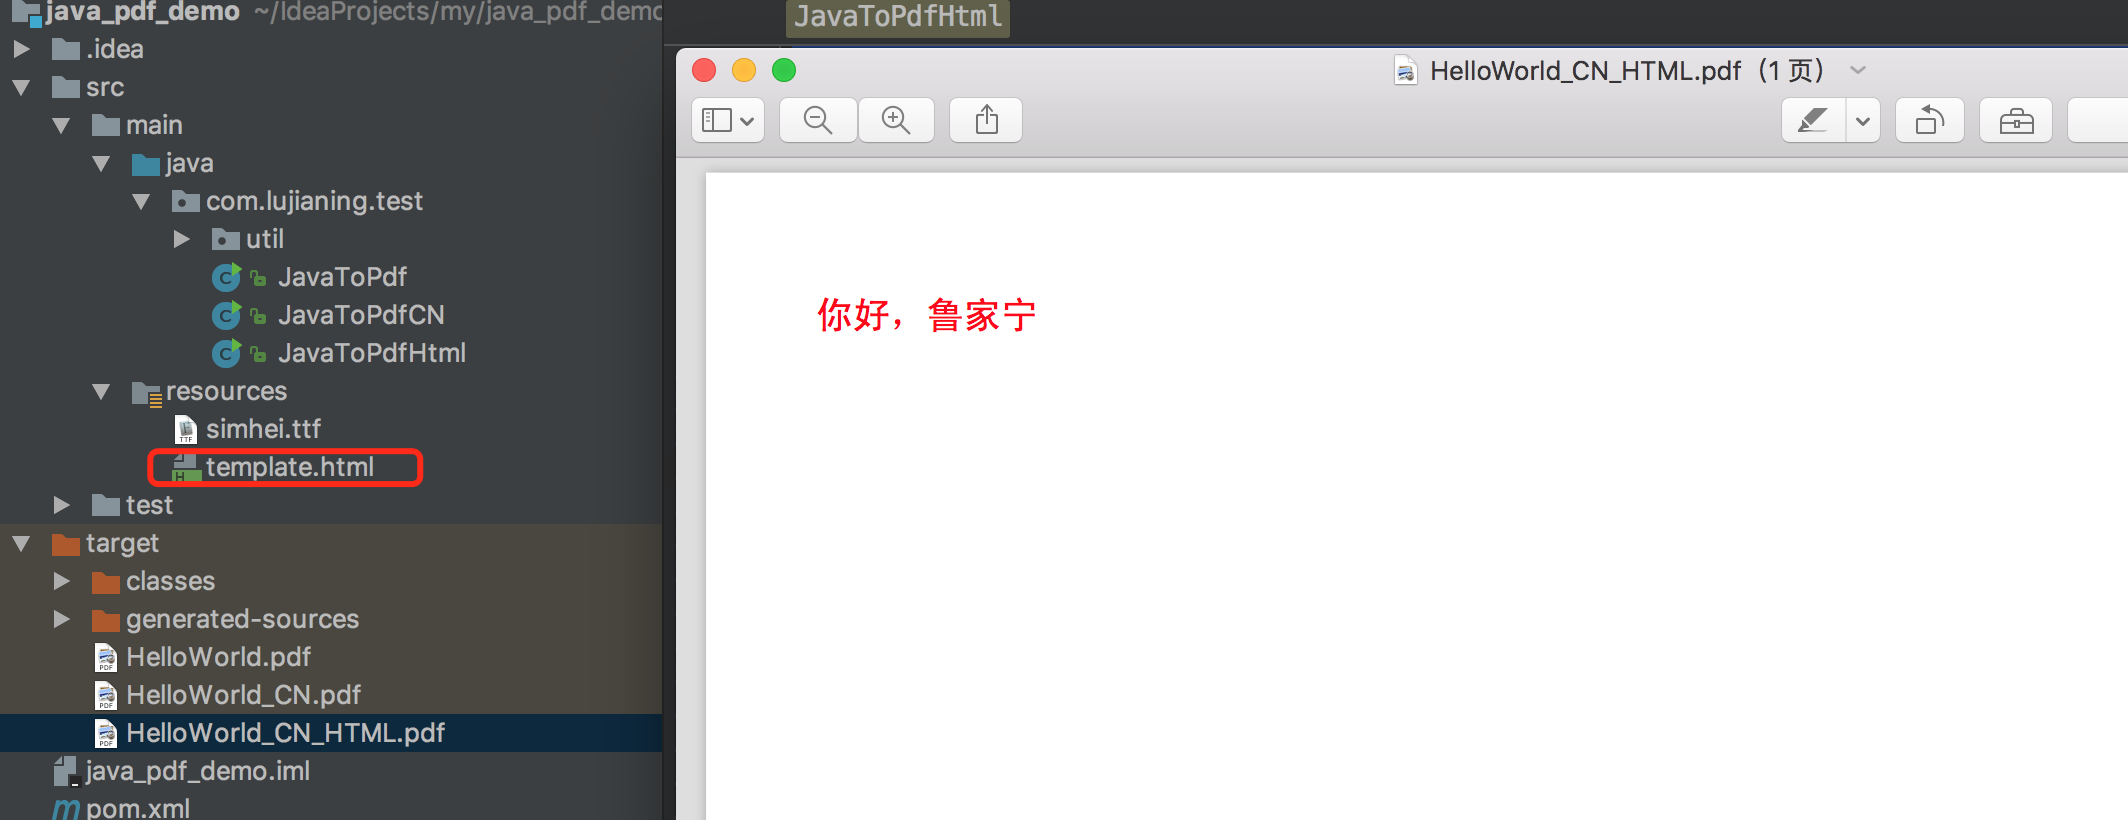 java_pdf_demo ~/IdeaProjects/my/java_pdf_demo
.idea
src
main
java
com.lujianing.test
util
JavaToPdf
JavaToPdfCN
JavaToPdfHtml
resources
simhei.ttf
template.html
test
target
classes
generated-sources
HelloWorld.pdf
HelloWorld_CN.pdf
HelloWorld_CN_HTML.pdf
java_pdf_demo.iml
pom.xml
JavaToPdfHtml
HelloWorld_CN_HTML.pdf（1 页）
你好，鲁家宁